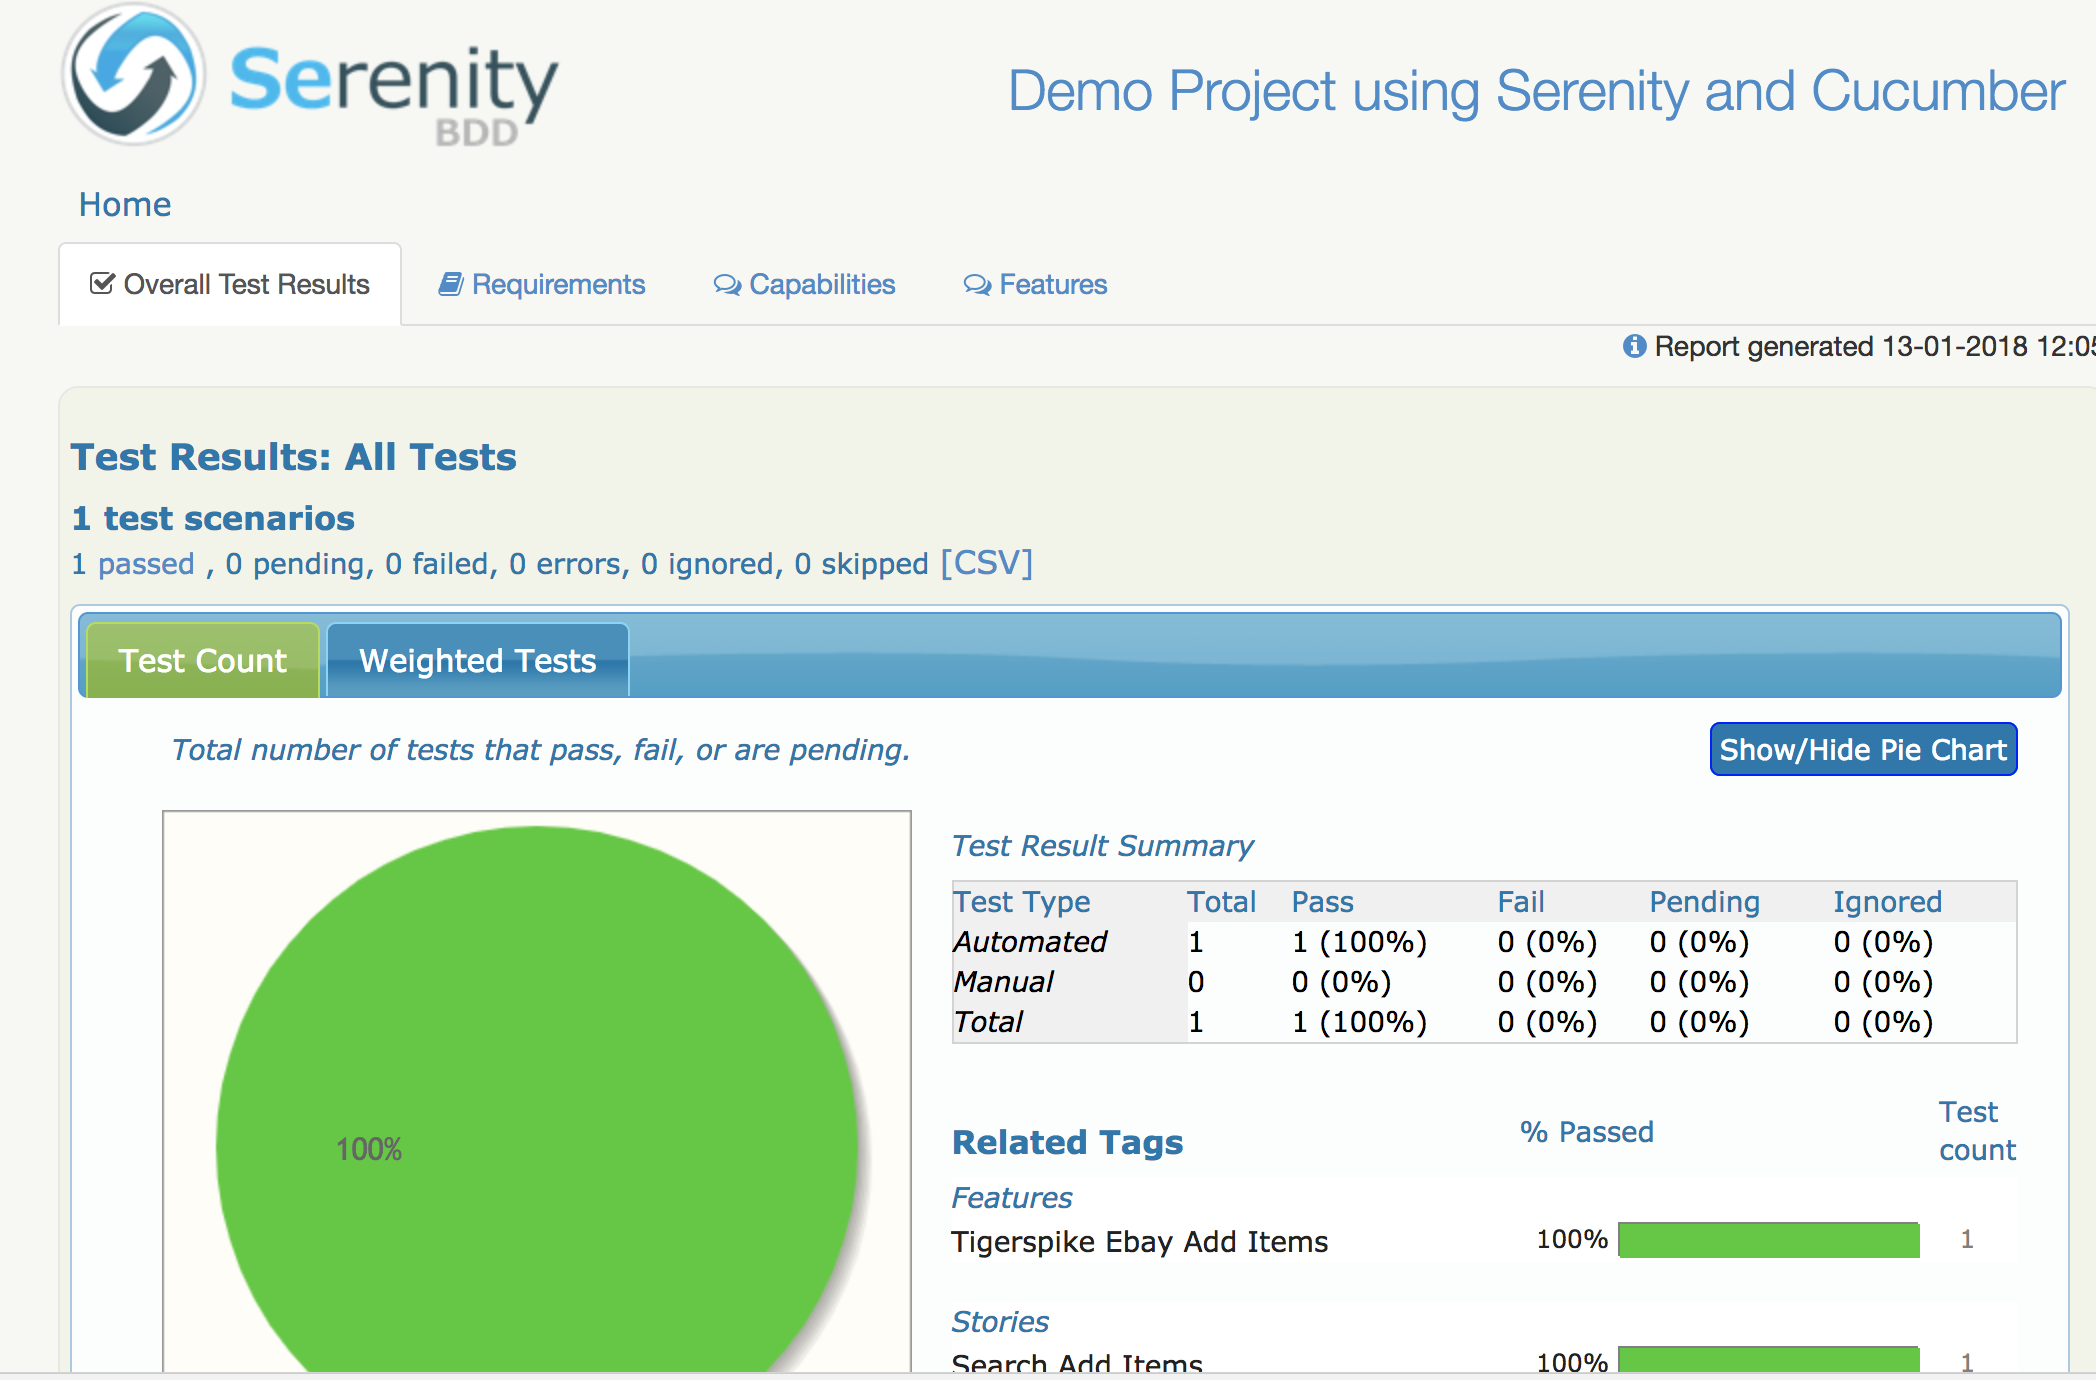 Serenity
BDD
Demo Project using Serenity and Cucumber
Home
Overall Test Results Requirements Capabilities Features
Report generated 13-01-2018 12:05
Test Results: All Tests
1 test scenarios
1 passed , 0 pending, 0 failed, 0 errors, 0 ignored, 0 skipped [CSV]
Test Count Weighted Tests
Total number of tests that pass, fail, or are pending.
Show/Hide Pie Chart
100%
Test Result Summary
Test Type Total Pass Fail Pending Ignored
Automated 1 1 (100%) 0 (0%) 0 (0%) 0 (0%)
Manual 0 0 (0%) 0 (0%) 0 (0%) 0 (0%)
Total 1 1 (100%) 0 (0%) 0 (0%) 0 (0%)
Related Tags % Passed Test count
Features
Tigerspike Ebay Add Items 100% 1
Stories
Search Add Items 100% 1